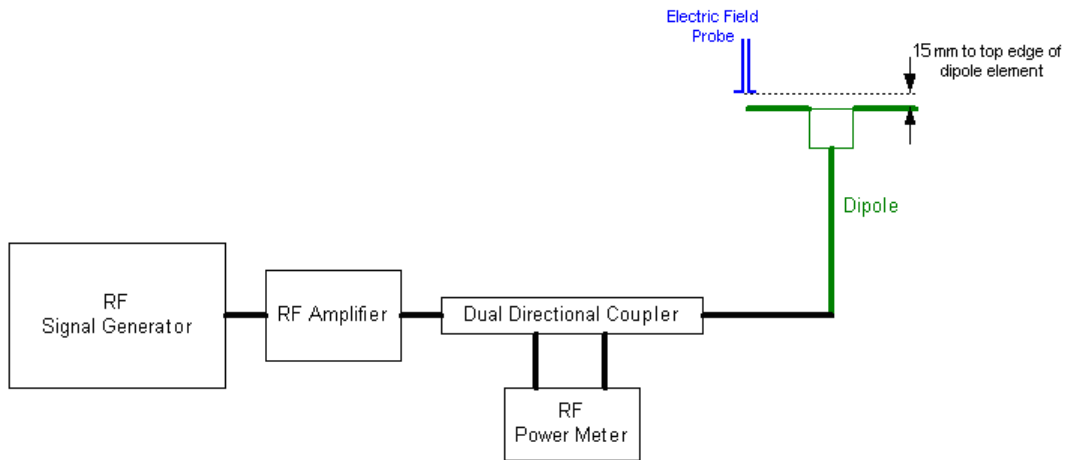 Electric Field
Probe
15 mm to top edge of
dipole element
Dipole
RF
Signal Generator
RF Amplifier
Dual Directional Coupler
RF
Power Meter